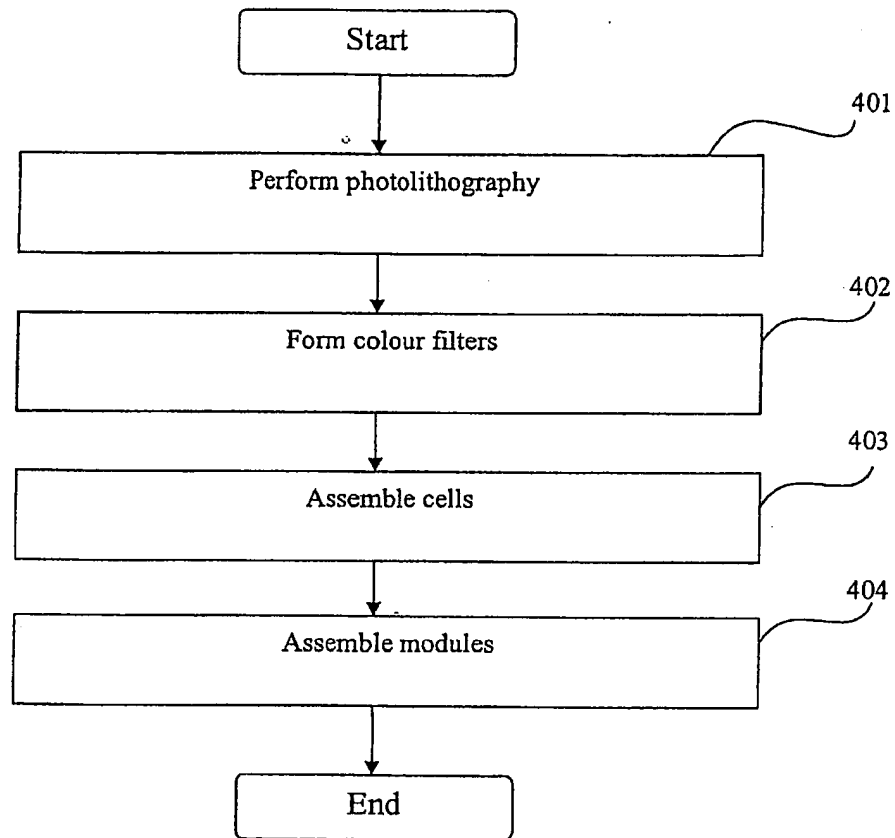 Start
401
Perform photolithography
402
Form colour filters
403
Assemble cells
404
Assemble modules
End